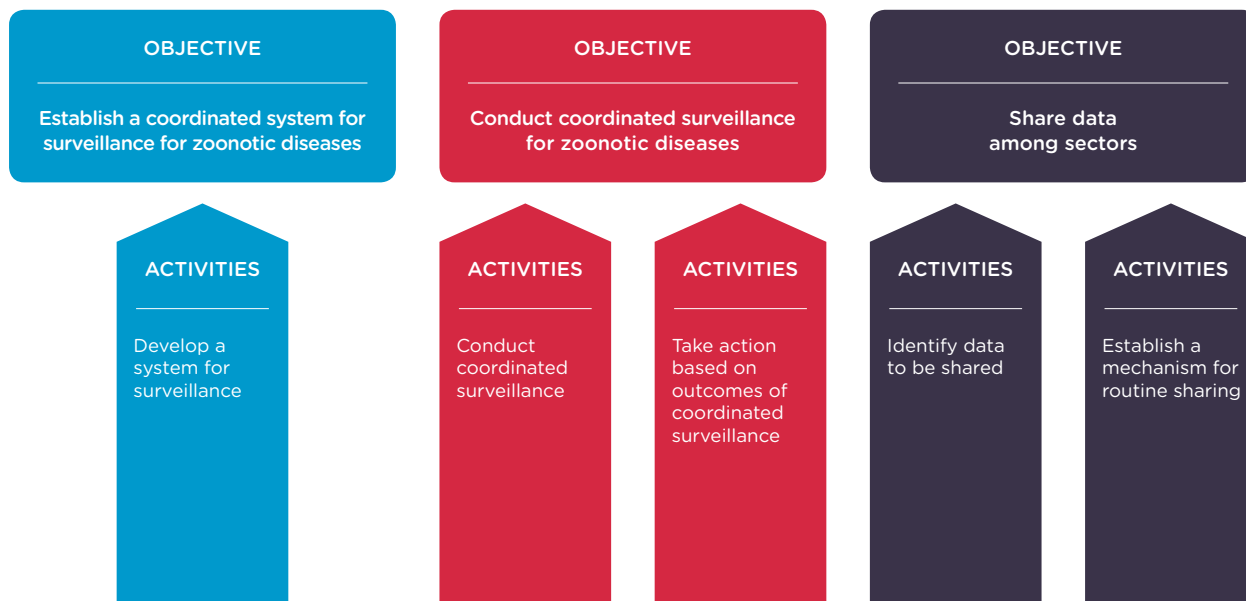 OBJECTIVE
Establish a coordinated system for
surveillance for zoonotic diseases
OBJECTIVE
Conduct coordinated surveillance
for zoonotic diseases
OBJECTIVE
Share data
among sectors
ACTIVITIES
Develop a
system for
surveillance
ACTIVITIES
Conduct
coordinated
surveillance
ACTIVITIES
Take action
based on
outcomes of
coordinated
surveillance
ACTIVITIES
Identify data
to be shared
ACTIVITIES
Establish a
mechanism for
routine sharing